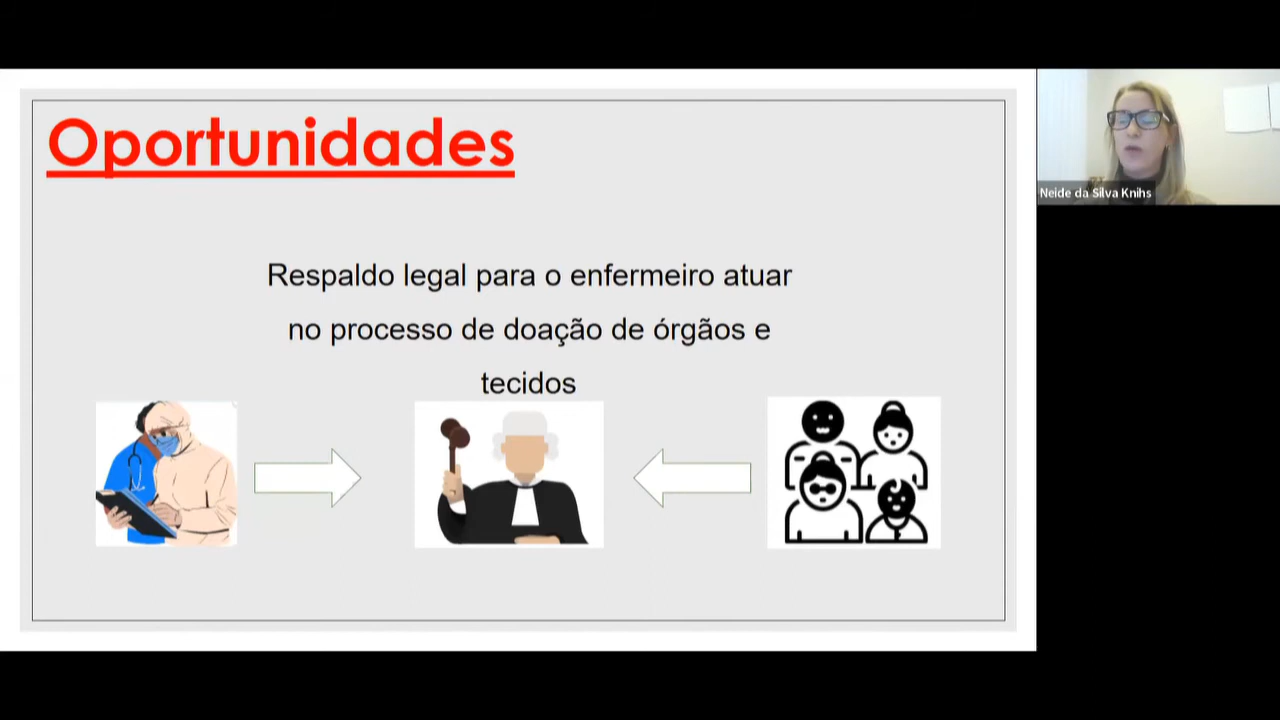 Oportunidades
Respaldo legal para o enfermeiro atuar
no processo de doação de órgãos e
tecidos
Neide da Silva Knihs